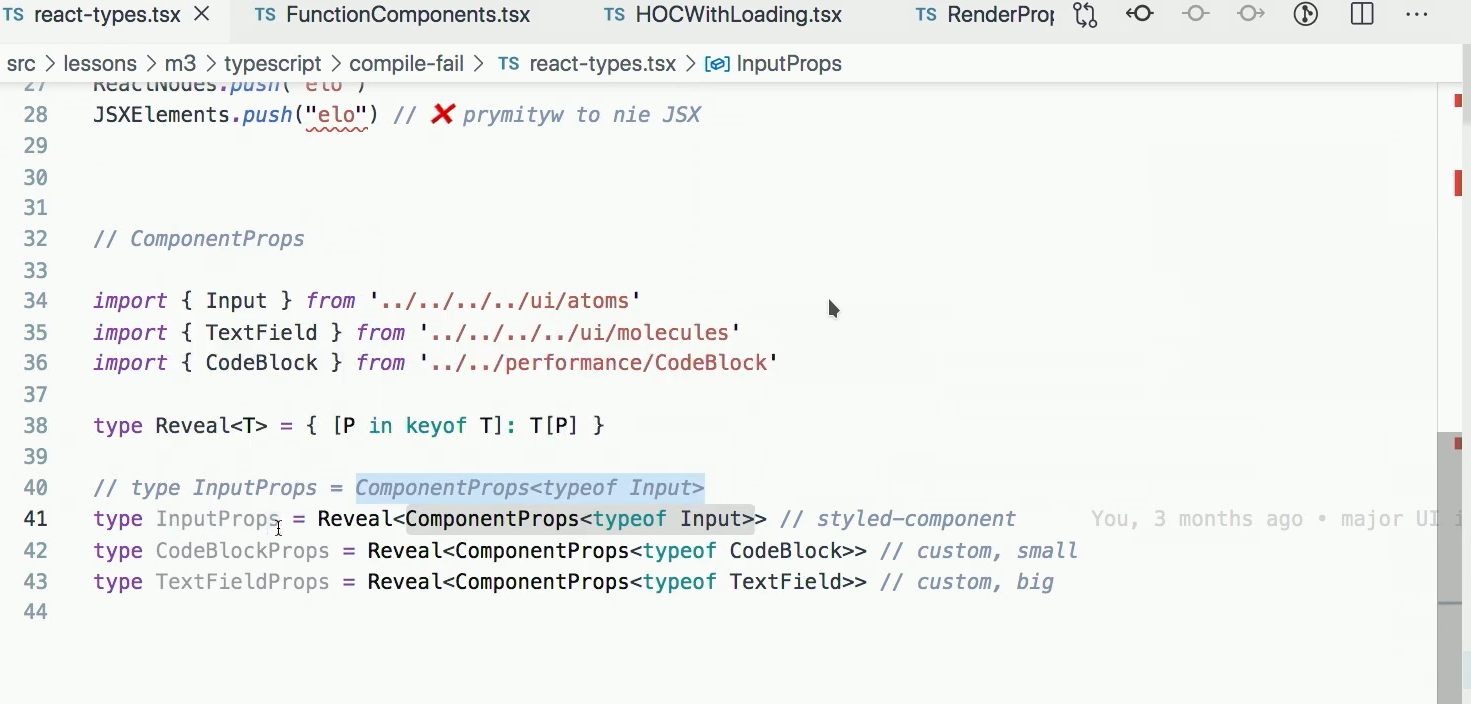 TS react-types.tsx TS FunctionComponents.tsx TS HOCWithLoading.tsx TS RenderProp
src > lessons > m3 > typescript > compile-fail > TS react-types.tsx > InputProps
27 ReactNodes.push("elo")
28 JSXElements.push("elo") // ❌ prymityw to nie JSX
29
30
31
32 // ComponentProps
33
34 import { Input } from '../../../../ui/atoms'
35 import { TextField } from '../../../../ui/molecules'
36 import { CodeBlock } from '../../performance/CodeBlock'
37
38 type Reveal<T> = { [P in keyof T]: T[P] }
39
40 // type InputProps = ComponentProps<typeof Input>
41 type InputProps = Reveal<ComponentProps<typeof Input>> // styled-component You, 3 months ago • major UI
42 type CodeBlockProps = Reveal<ComponentProps<typeof CodeBlock>> // custom, small
43 type TextFieldProps = Reveal<ComponentProps<typeof TextField>> // custom, big
44